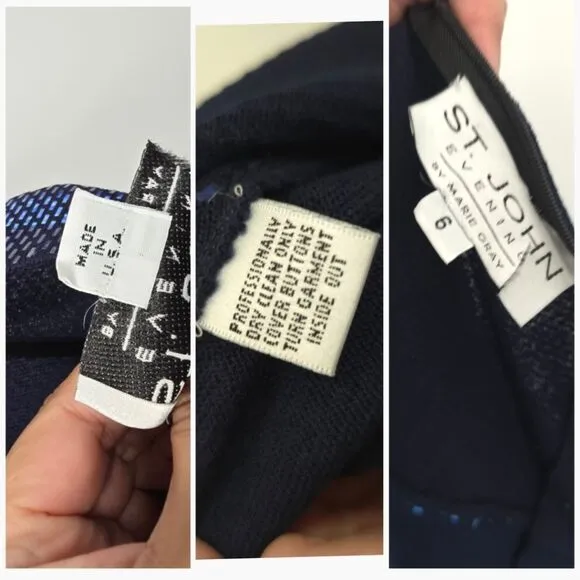 MADE
IN
U.S.A.
PROFESSIONALLY
DRY CLEAN ONLY
COVER BUTTONS
TURN GARMENT
INSIDE OUT
ST. JOHN
EVENING
BY MARIE GRAY
6